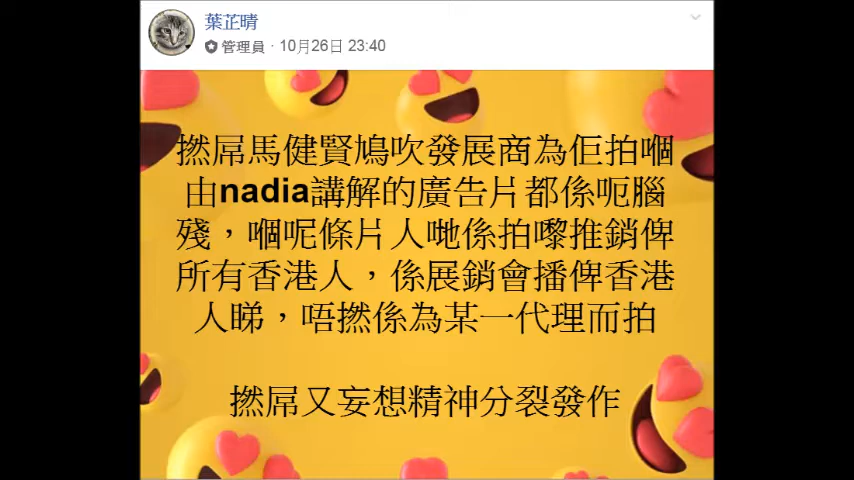 葉芷晴
管理員 · 10月26日 23:40
撚屌馬健賢鳩吹發展商為佢拍嗰
由nadia講解的廣告片都係呃腦
殘，嗰呢條片人哋係拍嚟推銷俾
所有香港人，係展銷會播俾香港
人睇，唔撚係為某一代理而拍
撚屌又妄想精神分裂發作